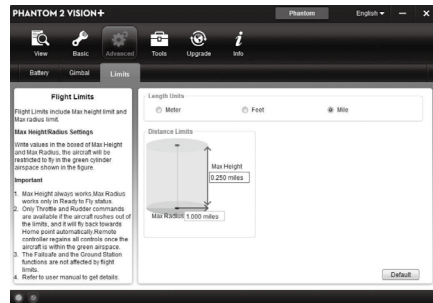 PHANTOM 2 VISION+
Phantom English
View Basic Advanced Tools Upgrade Info
Battery Gimbal Limits
Flight Limits
Flight Limits include Max height limit and
Max radius limit.
Max Height/Radius Settings
Write values in the boxed of Max Height
and Max Radius, the aircraft will be
restricted to fly in the green cylinder
airspace shown in the figure.
Important
1. Max Height always works,Max Radius
works only in Ready to Fly status.
2. Only Throttle and Rudder commands
are available if the aircraft rushes out of
the limits, and it will fly back towards
Home point automatically.Remote
controller regains all controls once the
aircraft is within the green airspace.
3. The Failsafe and the Ground Station
functions are not affected by flight
limits.
4. Refer to user manual to get details.
Length Units
Meter Foot Mile
Distance Limits
Max Height
0.250 miles
Max Radius 1.000 miles
Default